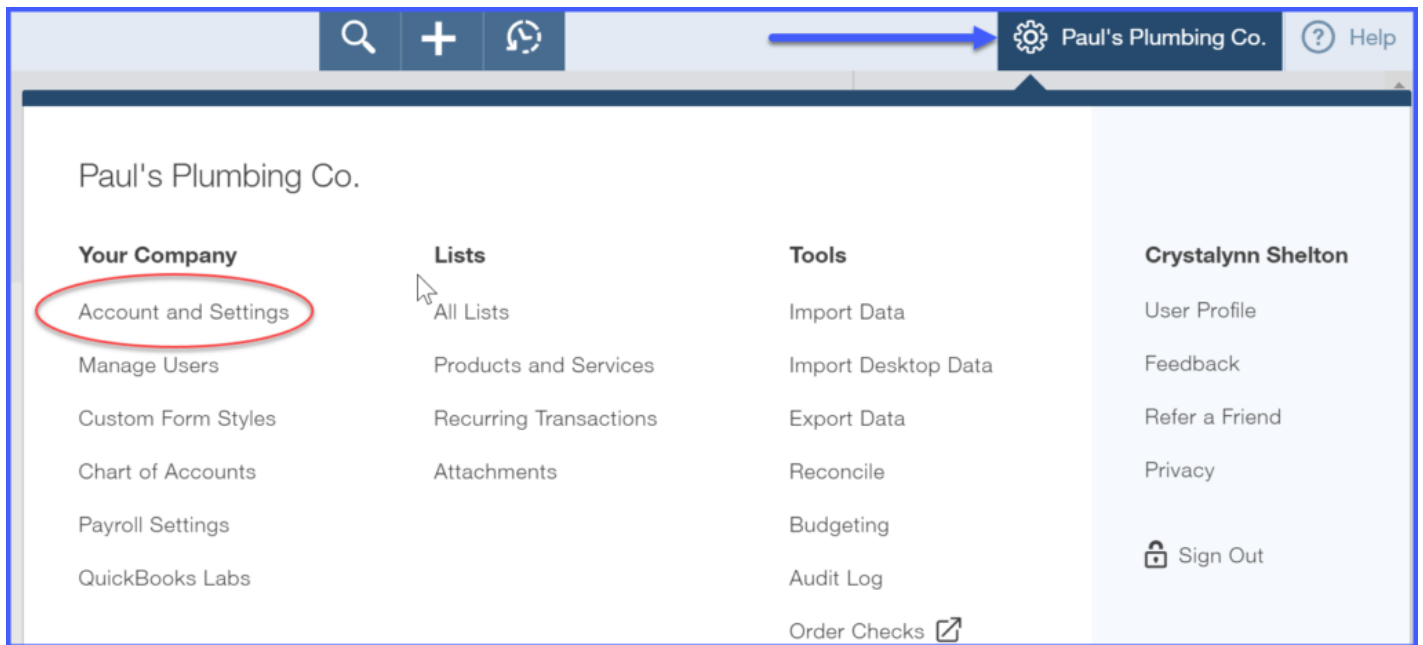 Paul's Plumbing Co.
? Help
Paul's Plumbing Co.
Your Company
Account and Settings
Manage Users
Custom Form Styles
Chart of Accounts
Payroll Settings
QuickBooks Labs
Lists
All Lists
Products and Services
Recurring Transactions
Attachments
Tools
Import Data
Import Desktop Data
Export Data
Reconcile
Budgeting
Audit Log
Order Checks
Crystalynn Shelton
User Profile
Feedback
Refer a Friend
Privacy
Sign Out